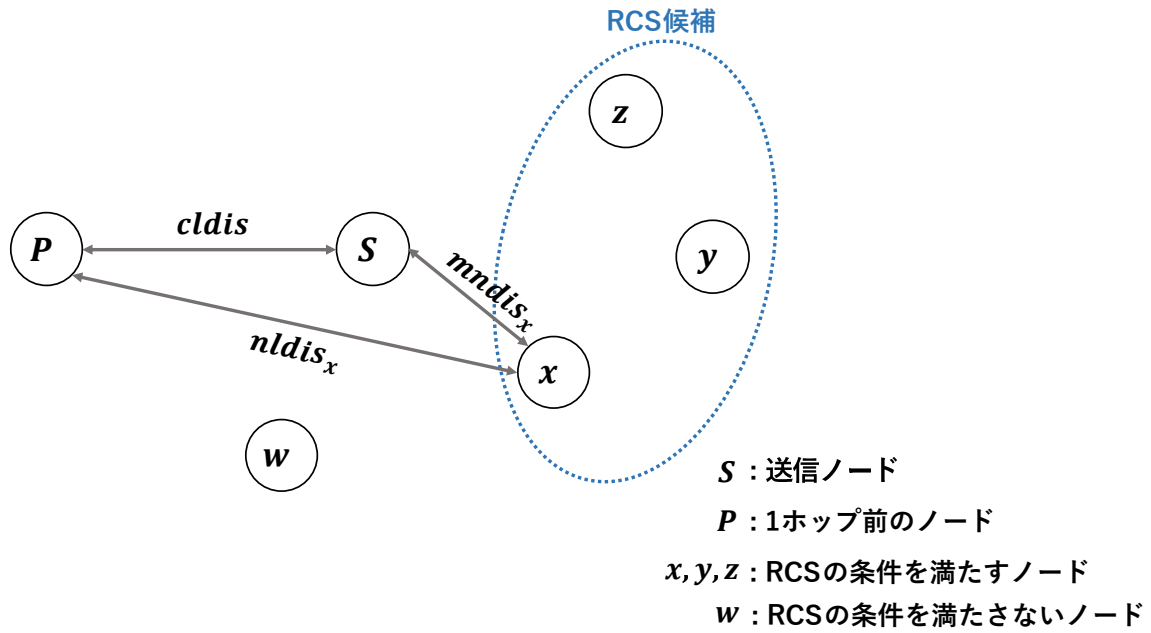 RCS候補
z
cldis
P
S
y
mndis_x
nldis_x
x
w
S：送信ノード
P：1ホップ前のノード
x, y, z：RCSの条件を満たすノード
w：RCSの条件を満たさないノード